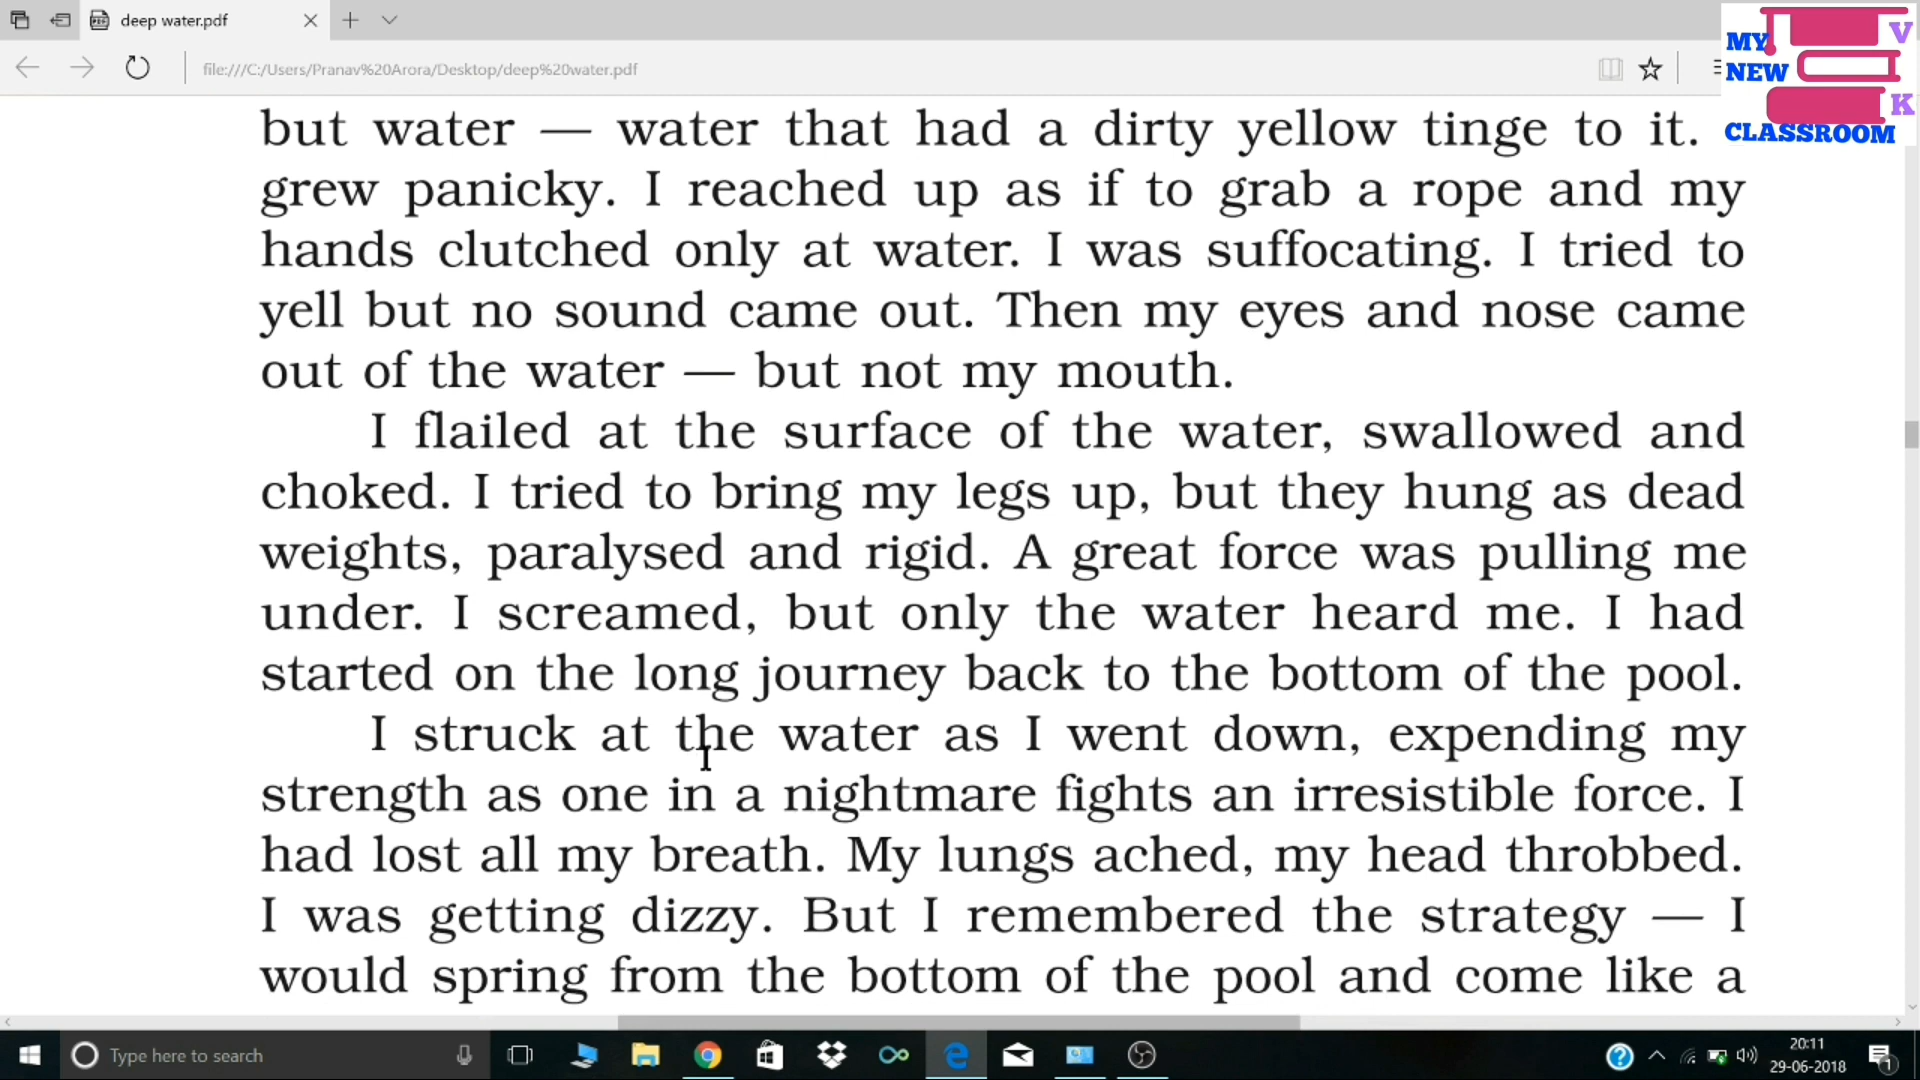 deep water.pdf
file:///C:/Users/Pranav%20Arora/Desktop/deep%20water.pdf
MY
NEW
CLASSROOM
V
K
but water — water that had a dirty yellow tinge to it.
grew panicky. I reached up as if to grab a rope and my
hands clutched only at water. I was suffocating. I tried to
yell but no sound came out. Then my eyes and nose came
out of the water — but not my mouth.
I flailed at the surface of the water, swallowed and
choked. I tried to bring my legs up, but they hung as dead
weights, paralysed and rigid. A great force was pulling me
under. I screamed, but only the water heard me. I had
started on the long journey back to the bottom of the pool.
I struck at the water as I went down, expending my
strength as one in a nightmare fights an irresistible force. I
had lost all my breath. My lungs ached, my head throbbed.
I was getting dizzy. But I remembered the strategy — I
would spring from the bottom of the pool and come like a
Type here to search
20:11
29-06-2018
1